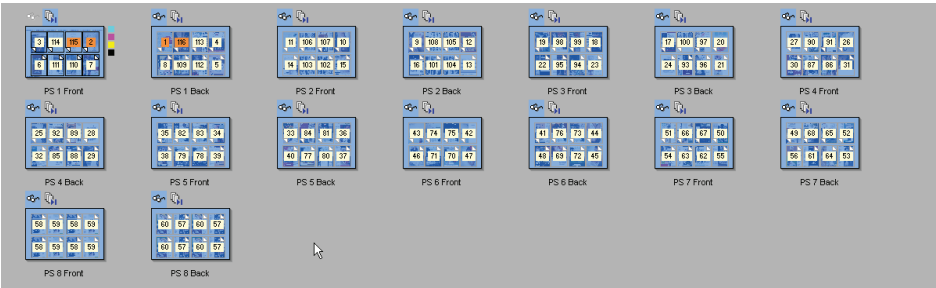 3 114 115 2
6 111 110 7
PS 1 Front
1 116 113 4
8 109 112 5
PS 1 Back
11 106 107 10
14 103 102 15
PS 2 Front
9 108 105 12
16 101 104 13
PS 2 Back
19 98 99 18
22 95 94 23
PS 3 Front
17 100 97 20
24 93 96 21
PS 3 Back
27 90 91 26
30 87 86 31
PS 4 Front
25 92 89 28
32 85 88 29
PS 4 Back
35 82 83 34
38 79 78 39
PS 5 Front
33 84 81 36
40 77 80 37
PS 5 Back
43 74 75 42
46 71 70 47
PS 6 Front
41 76 73 44
48 69 72 45
PS 6 Back
51 66 67 50
54 63 62 55
PS 7 Front
49 68 65 52
56 61 64 53
PS 7 Back
58 59 58 59
58 59 58 59
PS 8 Front
60 57 60 57
60 57 60 57
PS 8 Back